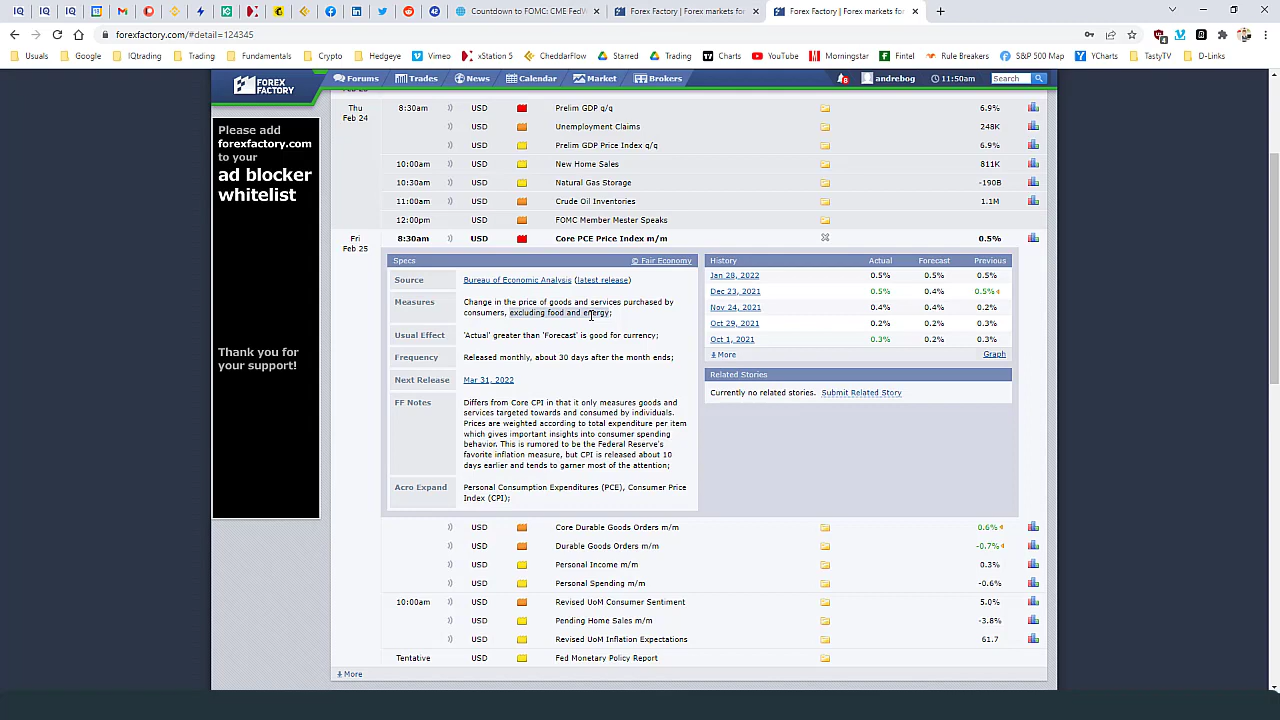 Countdown to FOMC: CME FedW
Forex Factory | Forex markets for
Forex Factory | Forex markets for
forexfactory.com/#detail=124345
Usuals
Google
IQtrading
Trading
Fundamentals
Crypto
Hedgeye
Vimeo
xStation 5
CheddarFlow
Starred
Trading
Charts
YouTube
Morningstar
Fintel
Rule Breakers
S&P 500 Map
YCharts
TastyTV
D-Links
FOREX FACTORY
Forums
Trades
News
Calendar
Market
Brokers
andrebog
11:50am
Search
Please add
forexfactory.com
to your
ad blocker
whitelist
Thank you for
your support!
Thu
Feb 24
8:30am USD Prelim GDP q/q 6.9%
USD Unemployment Claims 248K
USD Prelim GDP Price Index q/q 6.9%
10:00am USD New Home Sales 811K
10:30am USD Natural Gas Storage -190B
11:00am USD Crude Oil Inventories 1.1M
12:00pm USD FOMC Member Mester Speaks
Fri
Feb 25
8:30am USD Core PCE Price Index m/m 0.5%
Specs © Fair Economy
Source Bureau of Economic Analysis (latest release)
Measures Change in the price of goods and services purchased by
consumers, excluding food and energy;
Usual Effect 'Actual' greater than 'Forecast' is good for currency;
Frequency Released monthly, about 30 days after the month ends;
Next Release Mar 31, 2022
FF Notes Differs from Core CPI in that it only measures goods and
services targeted towards and consumed by individuals.
Prices are weighted according to total expenditure per item
which gives important insights into consumer spending
behavior. This is rumored to be the Federal Reserve's
favorite inflation measure, but CPI is released about 10
days earlier and tends to garner most of the attention;
Acro Expand Personal Consumption Expenditures (PCE), Consumer Price
Index (CPI);
History Actual Forecast Previous
Jan 28, 2022 0.5% 0.5% 0.5%
Dec 23, 2021 0.5% 0.4% 0.5%
Nov 24, 2021 0.4% 0.4% 0.2%
Oct 29, 2021 0.2% 0.2% 0.3%
Oct 1, 2021 0.3% 0.2% 0.3%
More Graph
Related Stories
Currently no related stories. Submit Related Story
USD Core Durable Goods Orders m/m 0.6%
USD Durable Goods Orders m/m -0.7%
USD Personal Income m/m 0.3%
USD Personal Spending m/m -0.6%
10:00am USD Revised UoM Consumer Sentiment 5.0%
USD Pending Home Sales m/m -3.8%
USD Revised UoM Inflation Expectations 61.7
Tentative USD Fed Monetary Policy Report
More